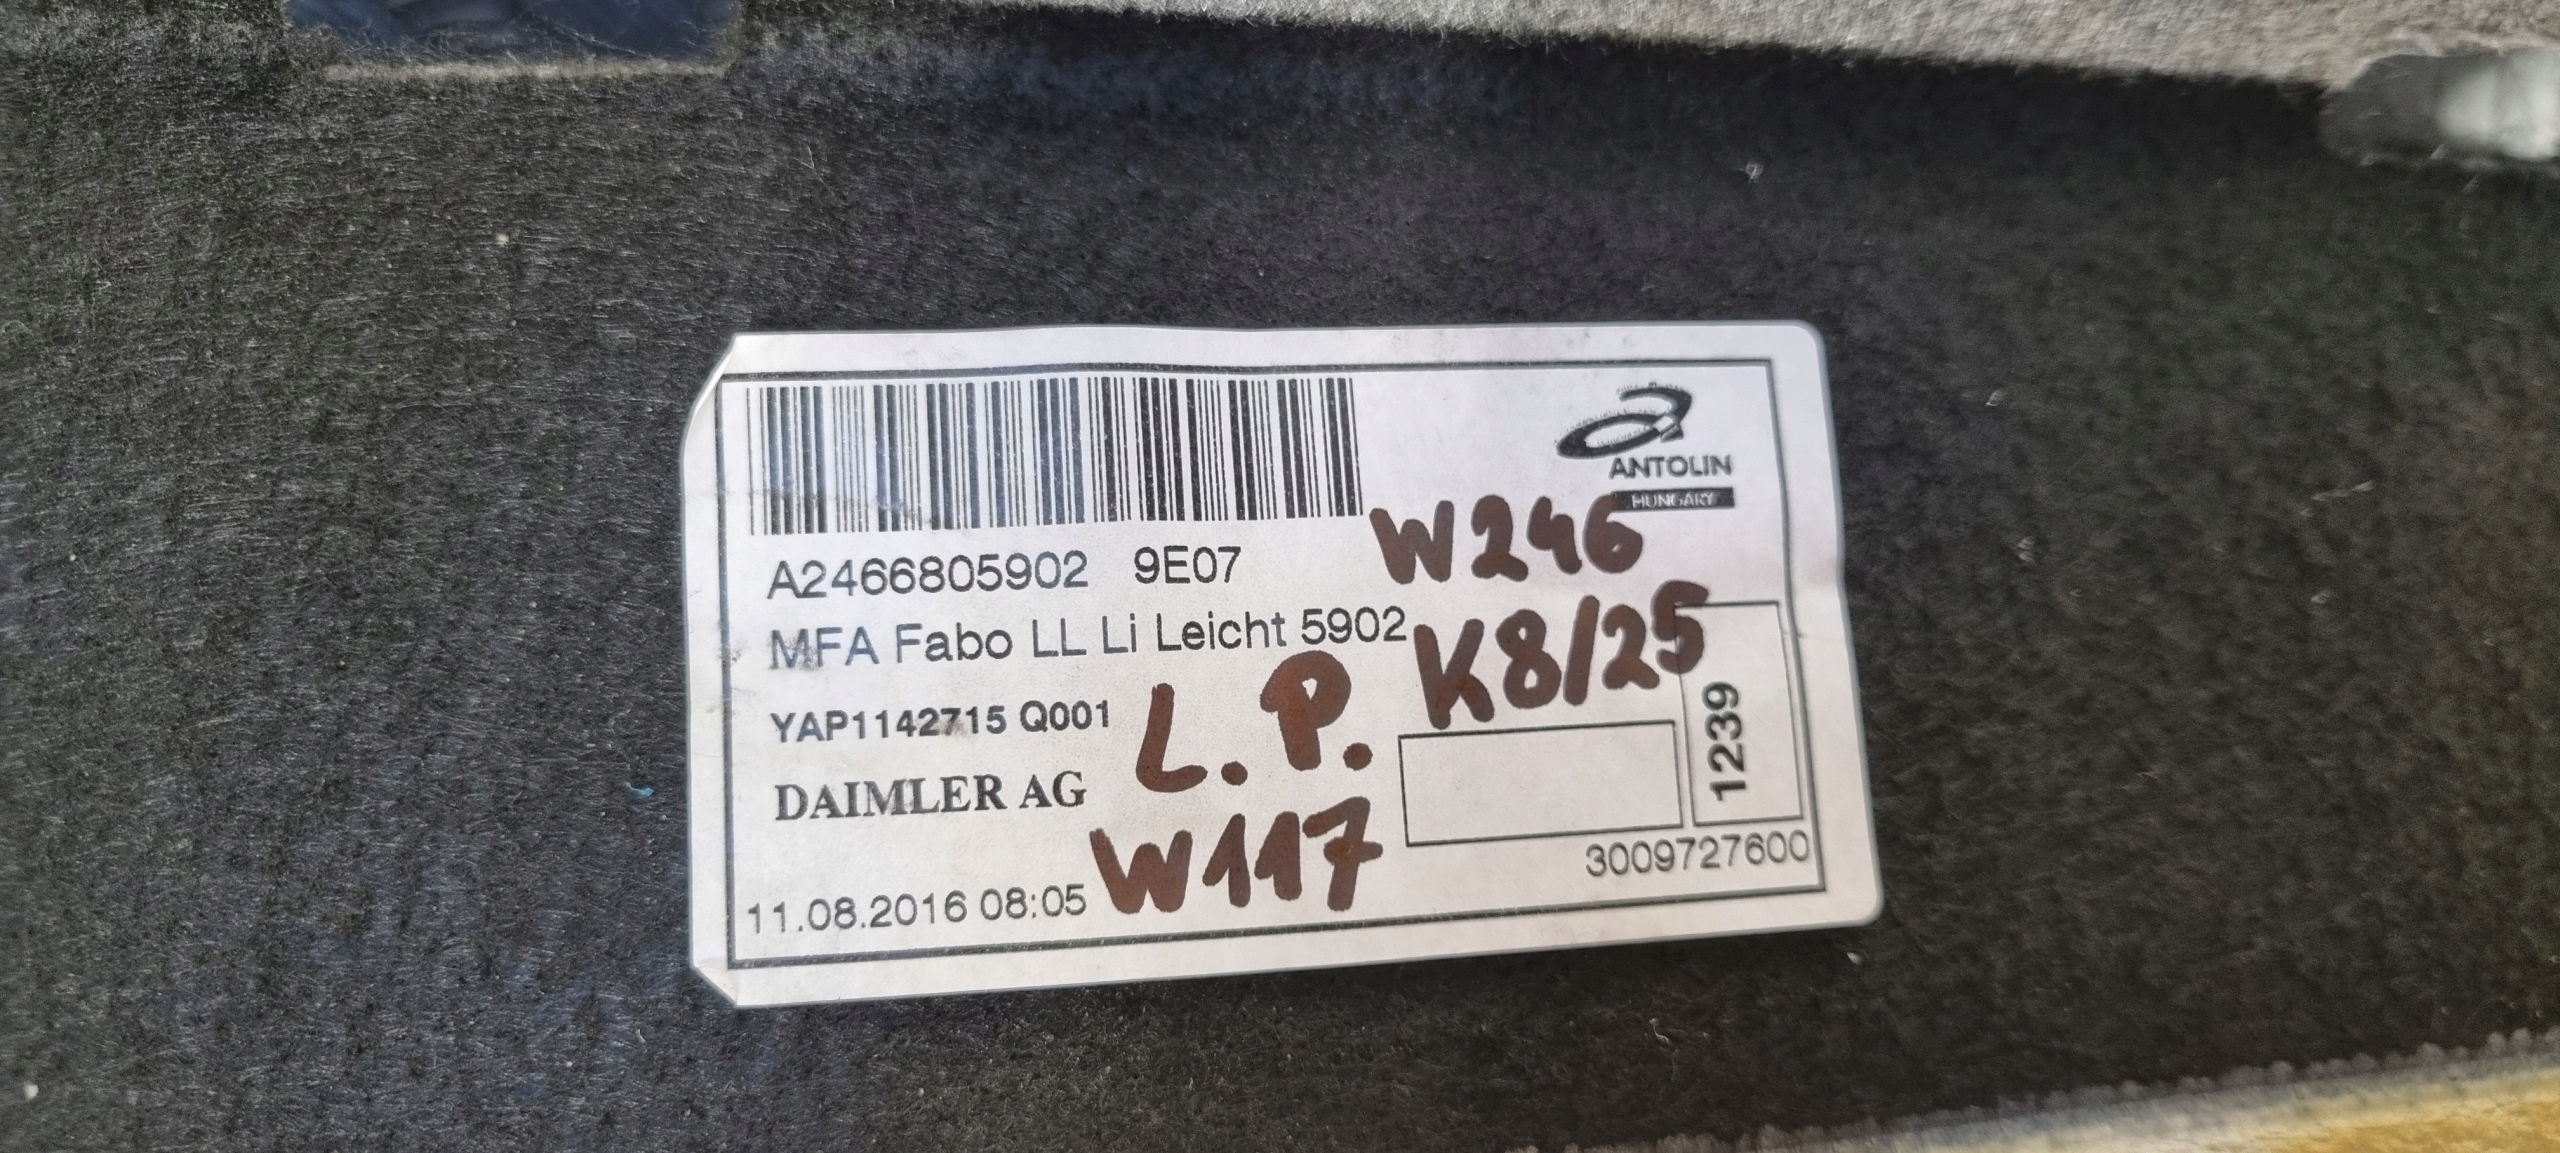 ANTOLIN
HUNGARY
A2466805902 9E07
W246
MFA Fabo LL Li Leicht 5902
K8/25
YAP1142715 Q001
L.P.
1239
DAIMLER AG
W117
3009727600
11.08.2016 08:05